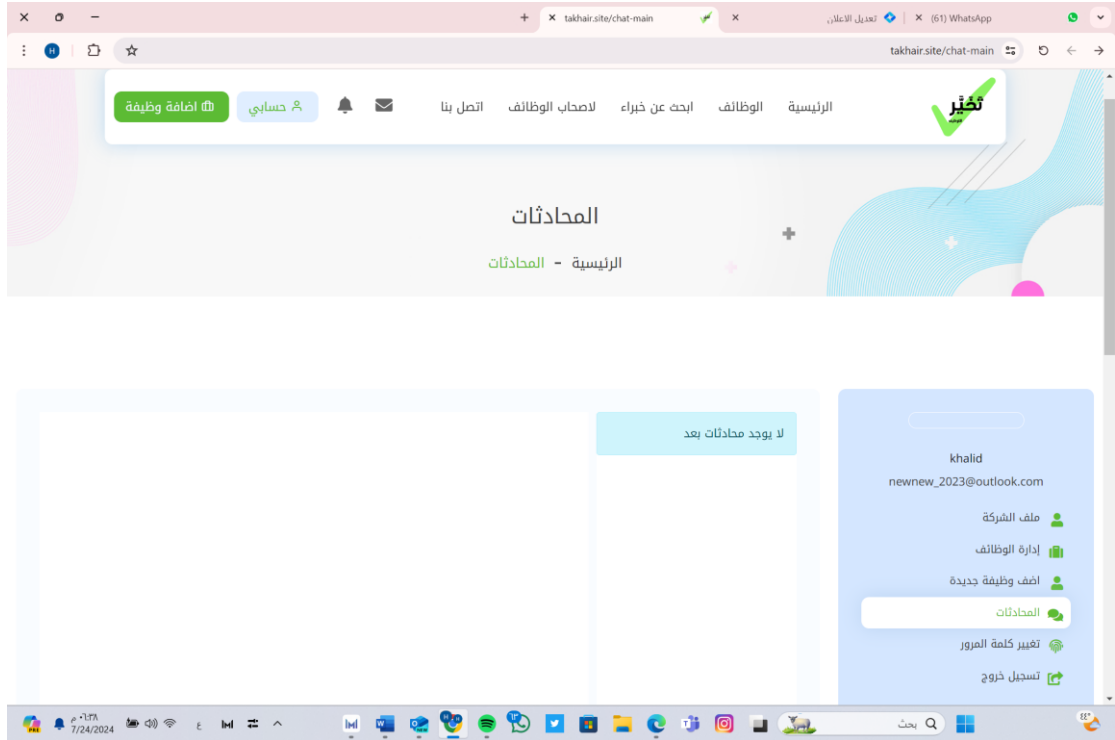 (61) WhatsApp
تعديل الاعلان
takhair.site/chat-main
takhair.site/chat-main
H
تخيَّر
الرئيسية
الوظائف
ابحث عن خبراء
لاصحاب الوظائف
اتصل بنا
حسابي
اضافة وظيفة
المحادثات
الرئيسية - المحادثات
لا يوجد محادثات بعد
khalid
newnew_2023@outlook.com
ملف الشركة
إدارة الوظائف
اضف وظيفة جديدة
المحادثات
تغيير كلمة المرور
تسجيل خروج
بحث
ع
7/24/2024
PRE